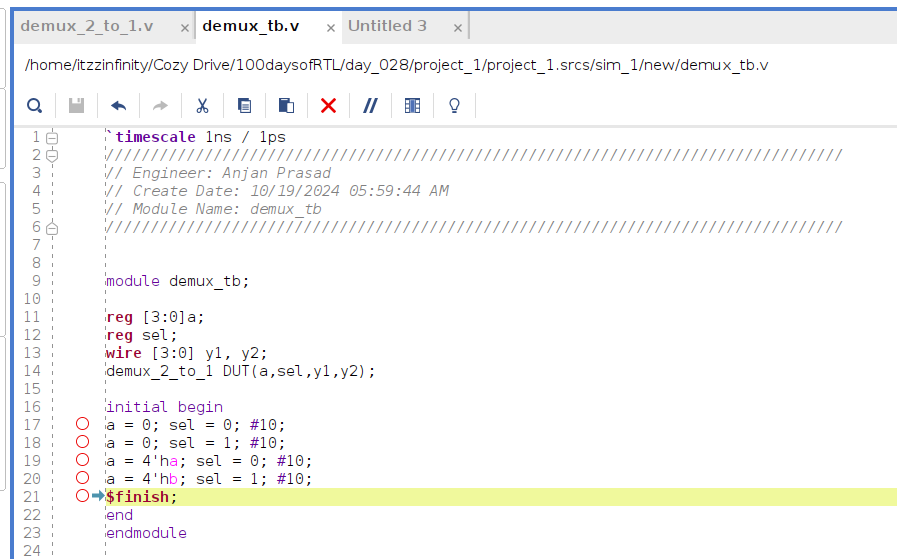 demux_2_to_1.v × demux_tb.v × Untitled 3 ×
/home/itzzinfinity/Cozy Drive/100daysofRTL/day_028/project_1/project_1.srcs/sim_1/new/demux_tb.v
1 `timescale 1ns / 1ps
2 //////////////////////////////////////////////////////////////////////////////////
3 // Engineer: Anjan Prasad
4 // Create Date: 10/19/2024 05:59:44 AM
5 // Module Name: demux_tb
6 //////////////////////////////////////////////////////////////////////////////////
7
8
9 module demux_tb;
10
11 reg [3:0]a;
12 reg sel;
13 wire [3:0] y1, y2;
14 demux_2_to_1 DUT(a,sel,y1,y2);
15
16 initial begin
17 a = 0; sel = 0; #10;
18 a = 0; sel = 1; #10;
19 a = 4'ha; sel = 0; #10;
20 a = 4'hb; sel = 1; #10;
21 $finish;
22 end
23 endmodule
24